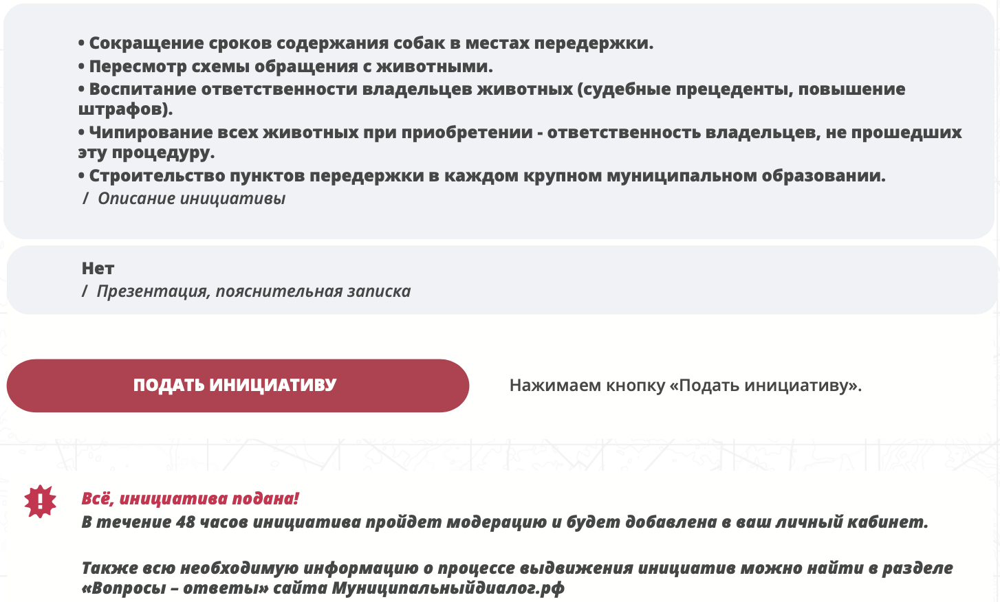 • Сокращение сроков содержания собак в местах передержки.
• Пересмотр схемы обращения с животными.
• Воспитание ответственности владельцев животных (судебные прецеденты, повышение
штрафов).
• Чипирование всех животных при приобретении - ответственность владельцев, не прошедших
эту процедуру.
• Строительство пунктов передержки в каждом крупном муниципальном образовании.
/ Описание инициативы
Нет
/ Презентация, пояснительная записка
ПОДАТЬ ИНИЦИАТИВУ
Нажимаем кнопку «Подать инициативу».
Всё, инициатива подана!
В течение 48 часов инициатива пройдет модерацию и будет добавлена в ваш личный кабинет.
Также всю необходимую информацию о процессе выдвижения инициатив можно найти в разделе
«Вопросы – ответы» сайта Муниципальныйдиалог.рф